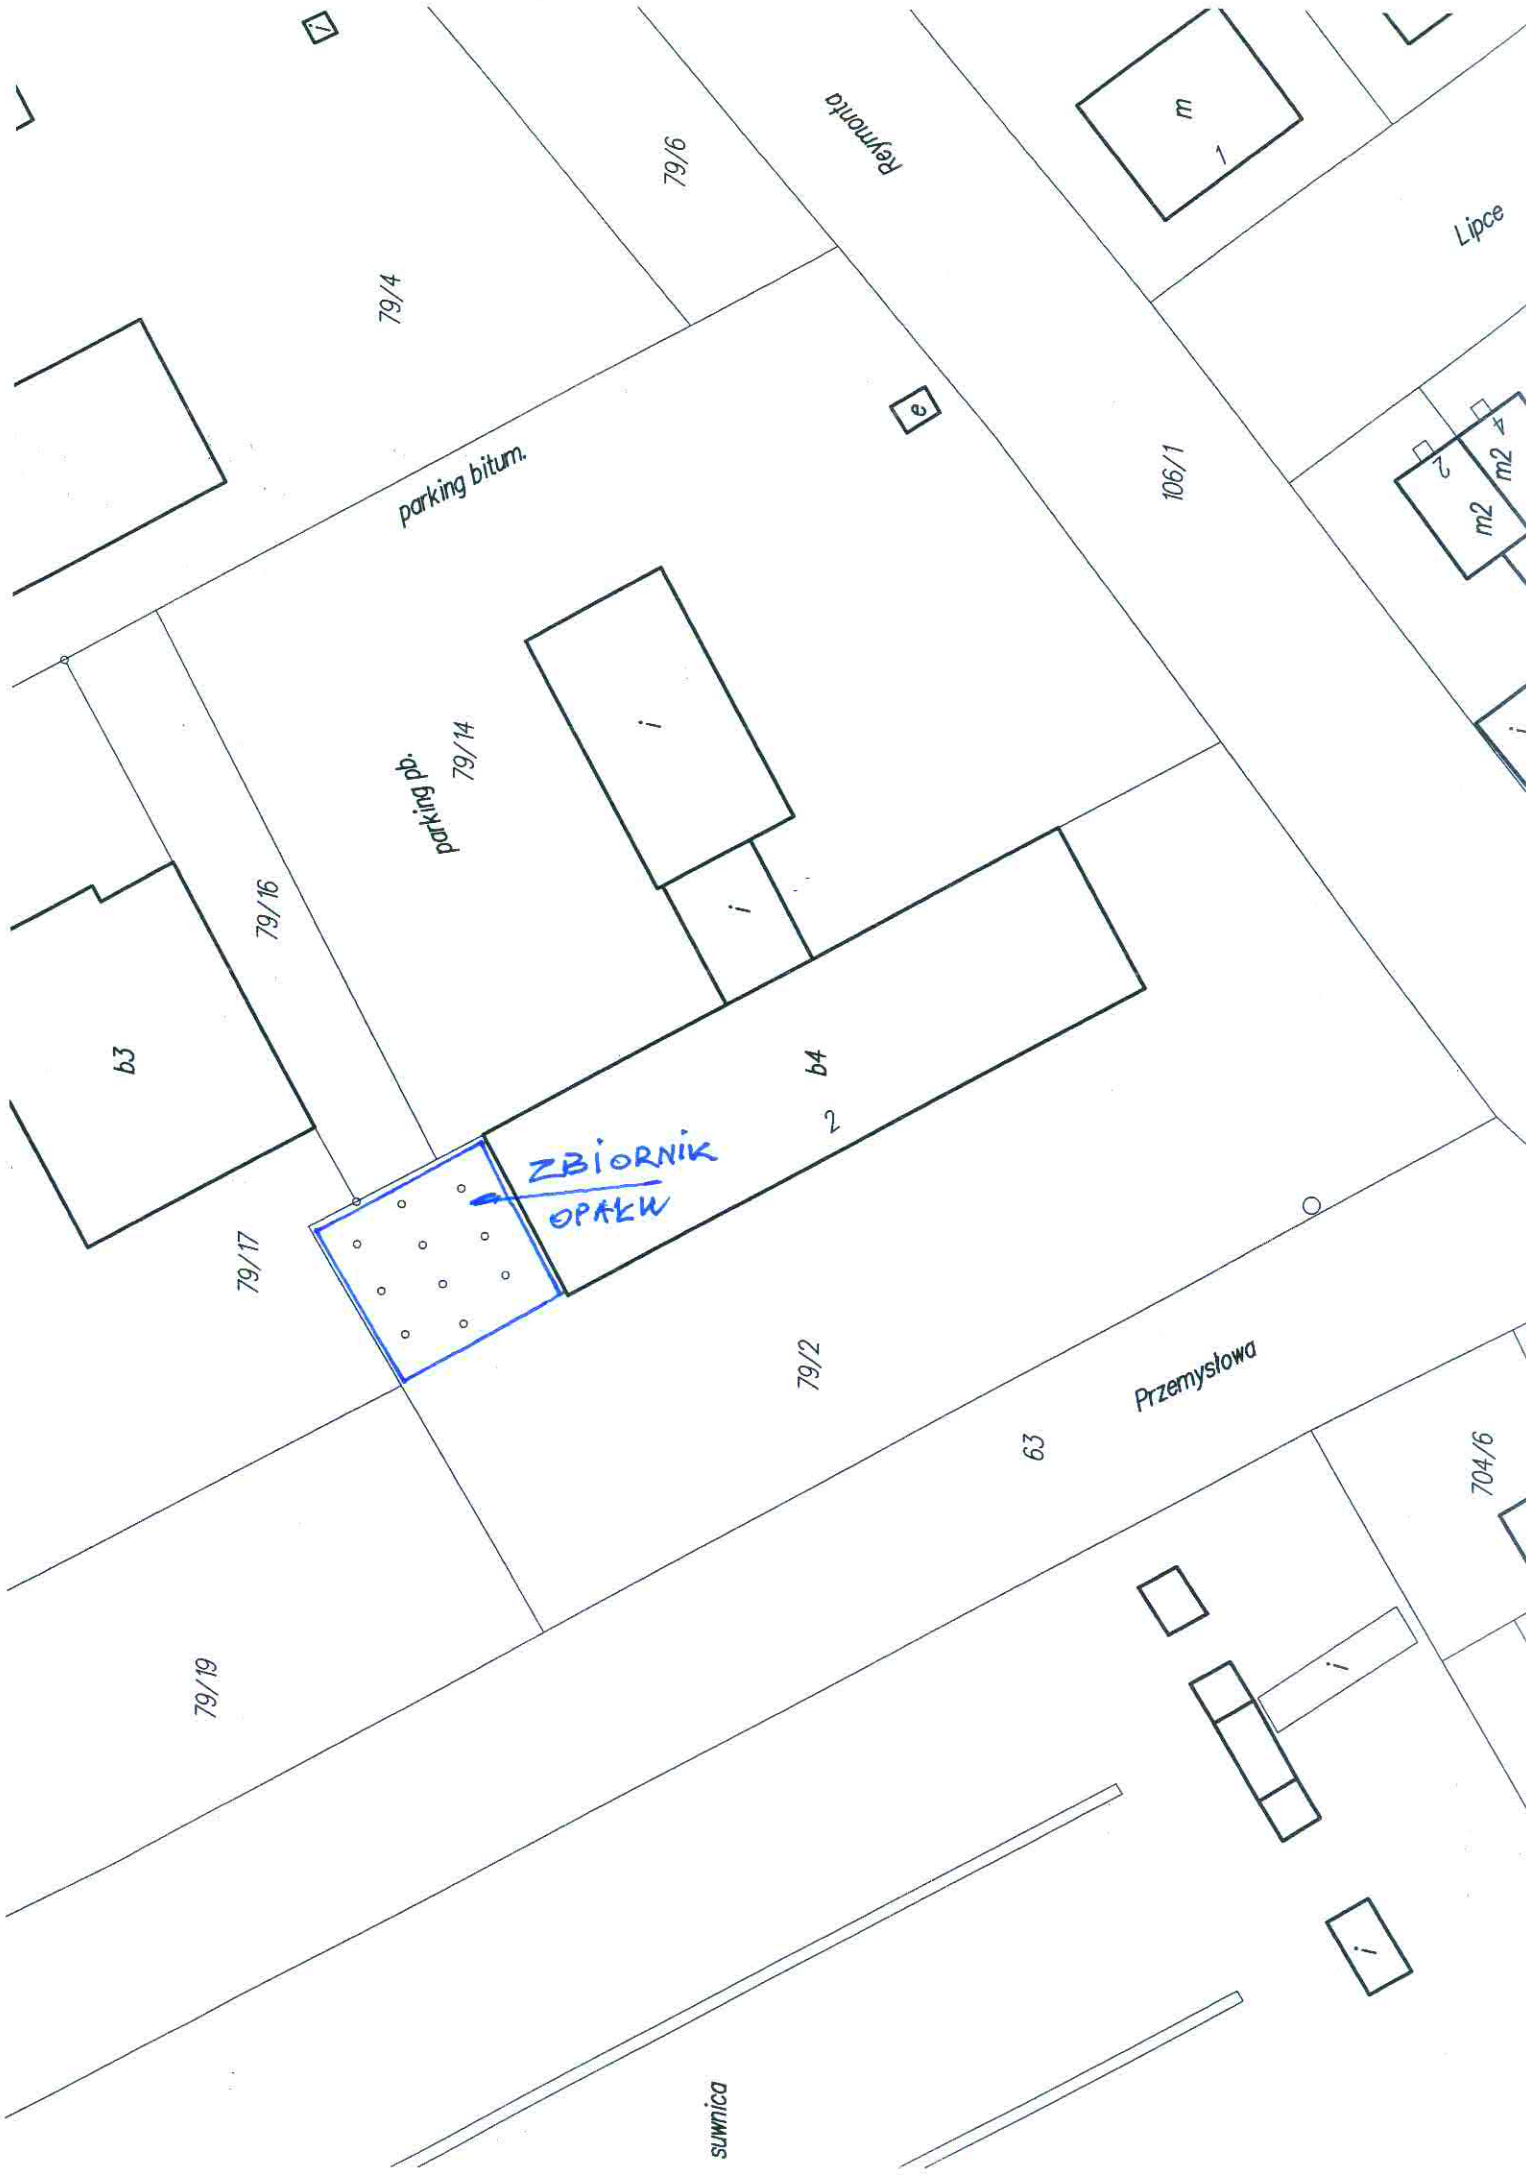 i
79/6
Reymonta
m
1
Lipce
79/4
e
parking bitum.
106/1
2
4
m2
m2
i
parking pb.
79/14
i
i
79/16
b3
b4
2
ZBIORNIK
OPAŁU
79/17
79/2
Przemysłowa
63
704/6
79/19
i
i
suwnica